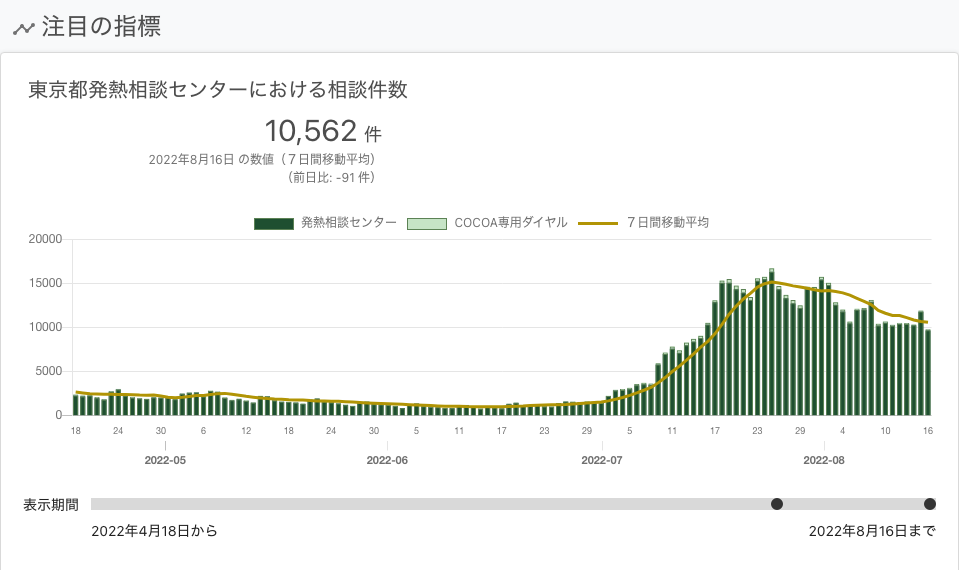 注目の指標
東京都発熱相談センターにおける相談件数
10,562 件
2022年8月16日 の数値（７日間移動平均）
（前日比: -91 件）
発熱相談センター COCOA専用ダイヤル ７日間移動平均
20000
15000
10000
5000
0
18 24 30 6 12 18 24 30 5 11 17 23 29 5 11 17 23 29 4 10 16
2022-05 2022-06 2022-07 2022-08
表示期間
2022年4月18日から 2022年8月16日まで